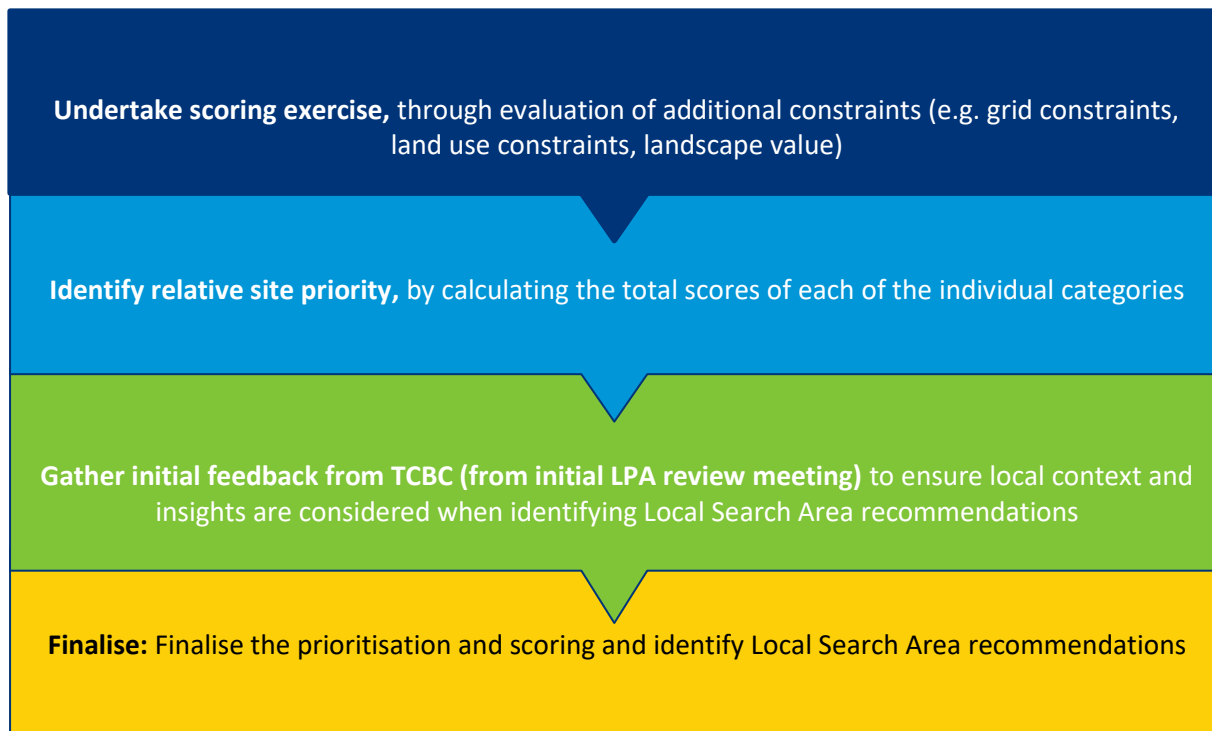 Undertake scoring exercise, through evaluation of additional constraints (e.g. grid constraints,
land use constraints, landscape value)
Identify relative site priority, by calculating the total scores of each of the individual categories
Gather initial feedback from TCBC (from initial LPA review meeting) to ensure local context and
insights are considered when identifying Local Search Area recommendations
Finalise: Finalise the prioritisation and scoring and identify Local Search Area recommendations